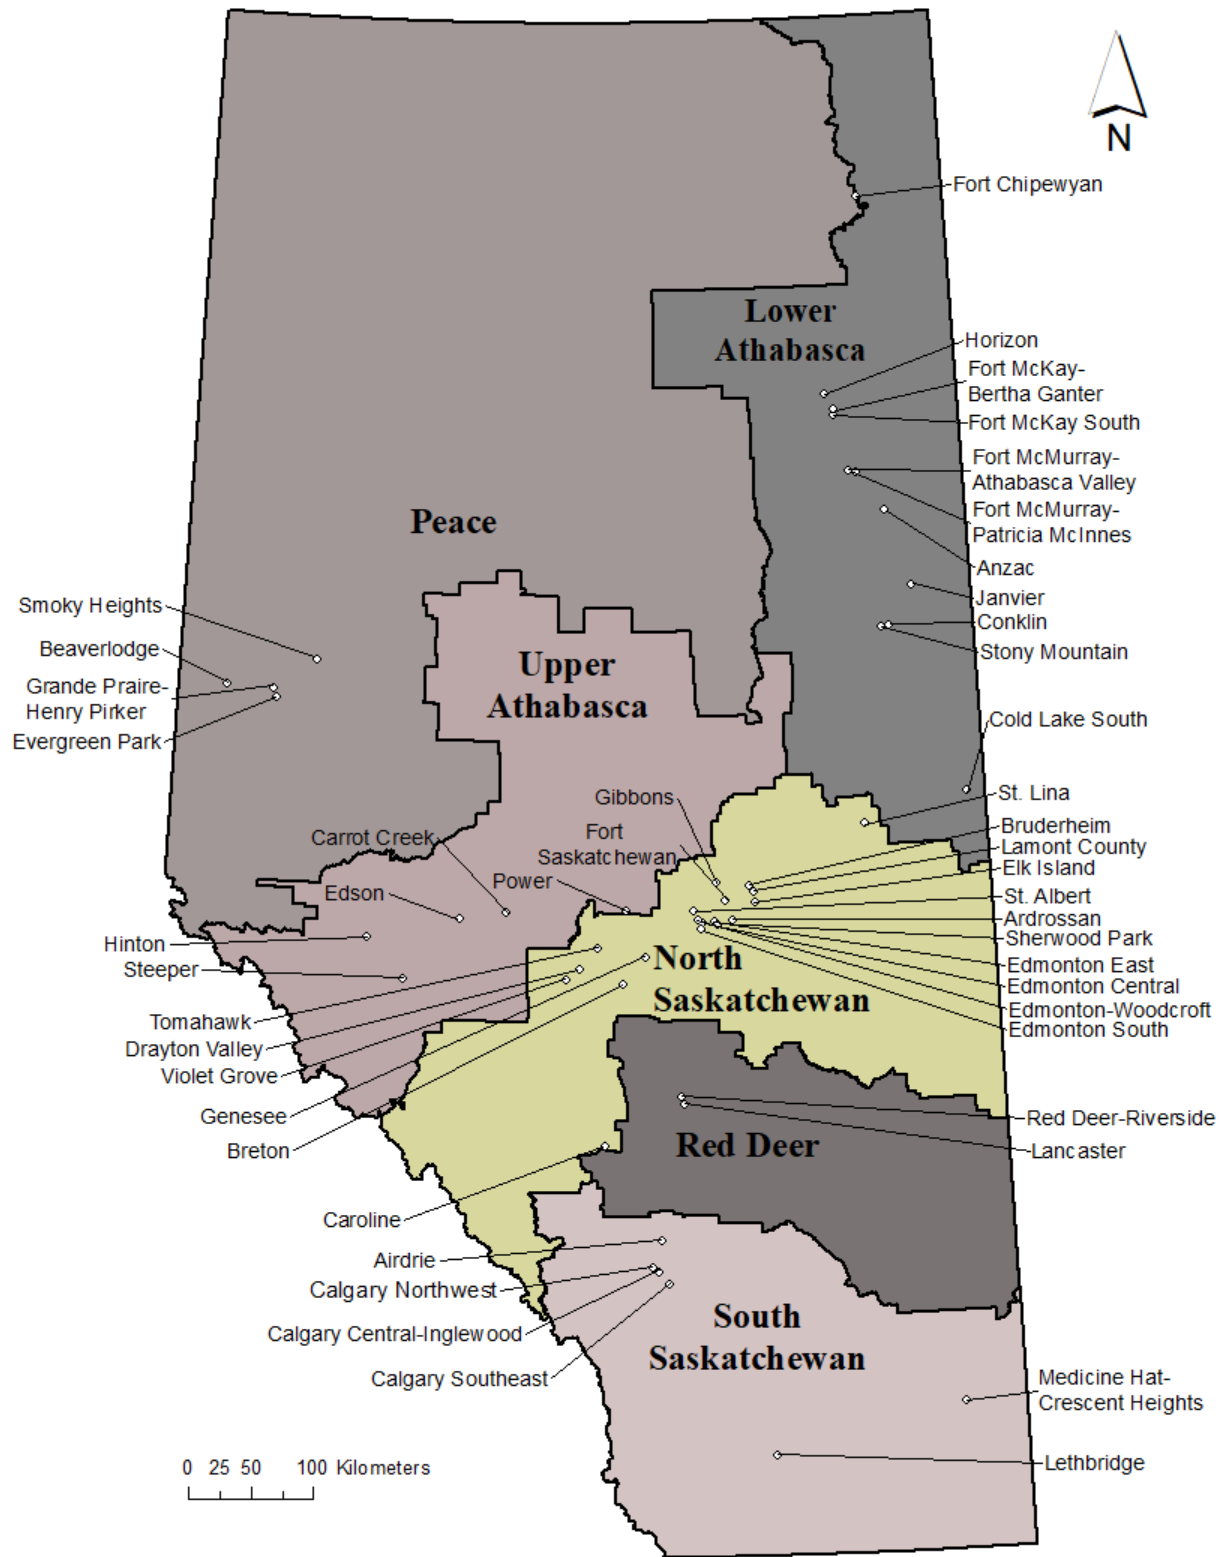 N
Fort Chipewyan
Lower
Athabasca
Horizon
Fort McKay-
Bertha Ganter
Fort McKay South
Fort McMurray-
Athabasca Valley
Fort McMurray-
Patricia McInnes
Peace
Anzac
Janvier
Conklin
Stony Mountain
Smoky Heights
Beaverlodge
Grande Praire-
Henry Pirker
Evergreen Park
Upper
Athabasca
Cold Lake South
St. Lina
Gibbons
Bruderheim
Fort
Saskatchewan
Carrot Creek
Lamont County
Elk Island
Power
Edson
St. Albert
Ardrossan
Sherwood Park
Hinton
Steeper
North
Saskatchewan
Edmonton East
Edmonton Central
Edmonton-Woodcroft
Edmonton South
Tomahawk
Drayton Valley
Violet Grove
Genesee
Breton
Red Deer-Riverside
Red Deer
Lancaster
Caroline
Airdrie
Calgary Northwest
Calgary Central-Inglewood
Calgary Southeast
South
Saskatchewan
Medicine Hat-
Crescent Heights
Lethbridge
0 25 50 100 Kilometers